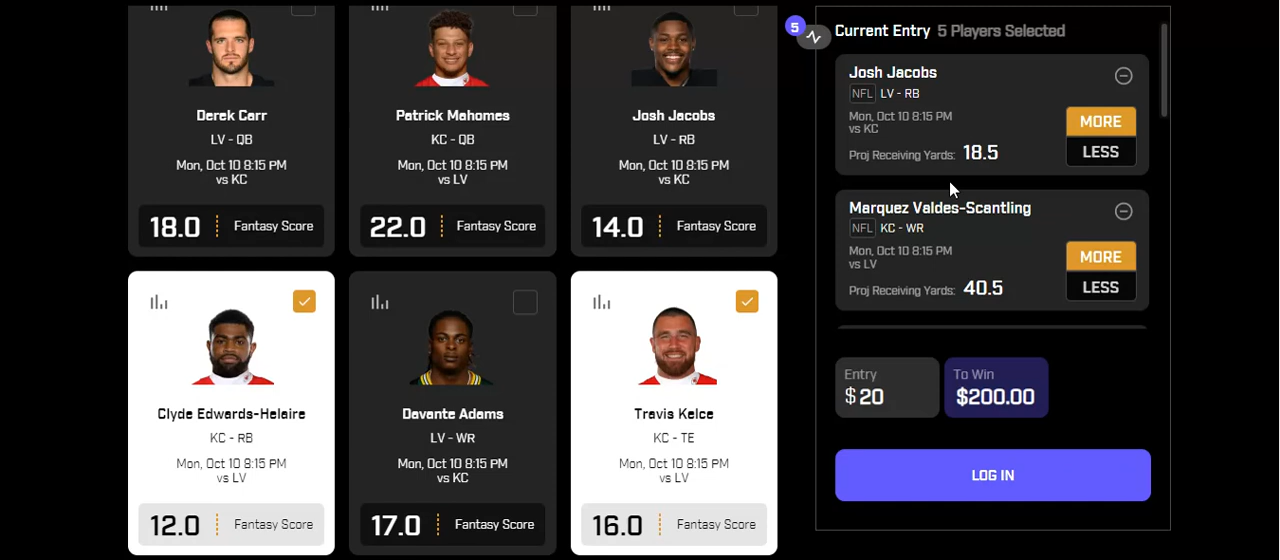 Derek Carr
LV - QB
Mon, Oct 10 8:15 PM
vs KC
18.0 Fantasy Score
Patrick Mahomes
KC - QB
Mon, Oct 10 8:15 PM
vs LV
22.0 Fantasy Score
Josh Jacobs
LV - RB
Mon, Oct 10 8:15 PM
vs KC
14.0 Fantasy Score
Clyde Edwards-Helaire
KC - RB
Mon, Oct 10 8:15 PM
vs LV
12.0 Fantasy Score
Davante Adams
LV - WR
Mon, Oct 10 8:15 PM
vs KC
17.0 Fantasy Score
Travis Kelce
KC - TE
Mon, Oct 10 8:15 PM
vs LV
16.0 Fantasy Score
5
Current Entry 5 Players Selected
Josh Jacobs
NFL LV - RB
Mon, Oct 10 8:15 PM
vs KC
Proj Receiving Yards: 18.5
MORE
LESS
Marquez Valdes-Scantling
NFL KC - WR
Mon, Oct 10 8:15 PM
vs LV
Proj Receiving Yards: 40.5
MORE
LESS
Entry
$ 20
To Win
$200.00
LOG IN